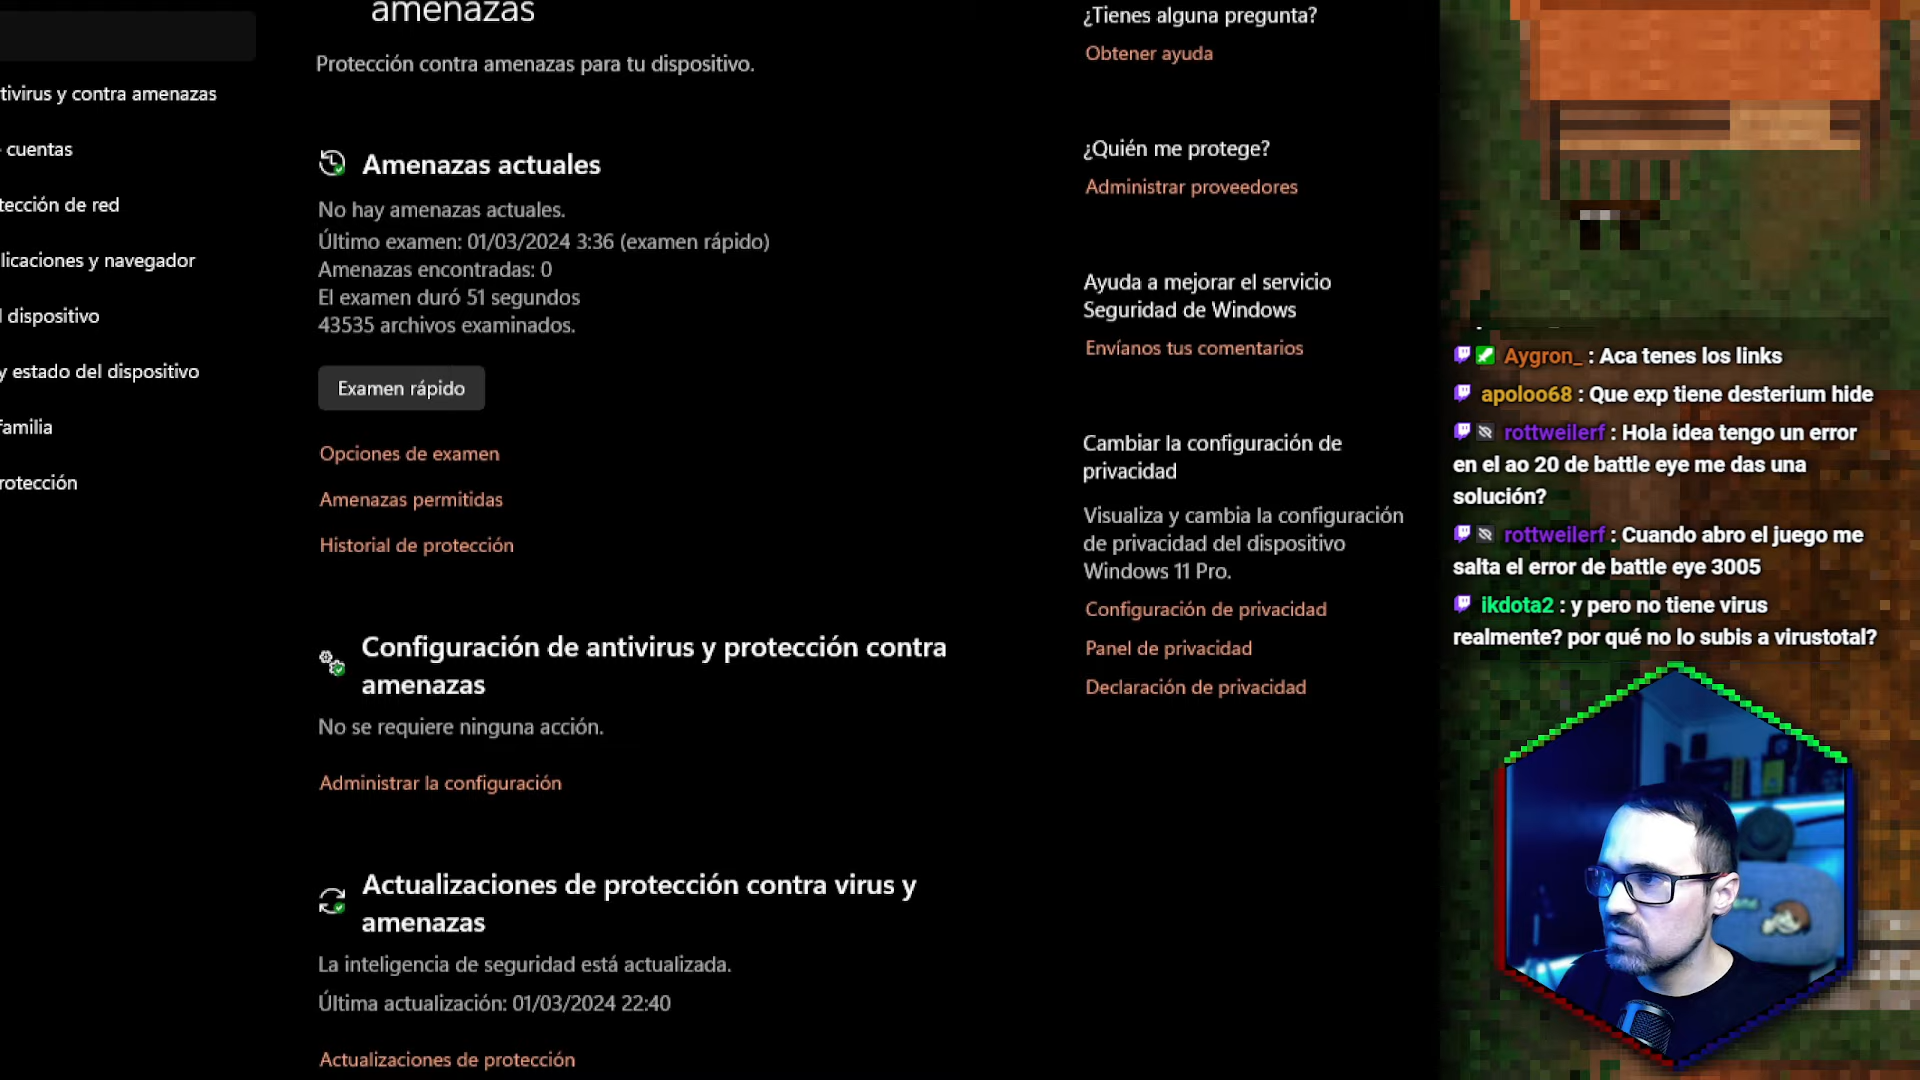 amenazas
Protección contra amenazas para tu dispositivo.
tivirus y contra amenazas
cuentas
tección de red
licaciones y navegador
l dispositivo
y estado del dispositivo
familia
rotección
Amenazas actuales
No hay amenazas actuales.
Último examen: 01/03/2024 3:36 (examen rápido)
Amenazas encontradas: 0
El examen duró 51 segundos
43535 archivos examinados.
Examen rápido
Opciones de examen
Amenazas permitidas
Historial de protección
Configuración de antivirus y protección contra
amenazas
No se requiere ninguna acción.
Administrar la configuración
Actualizaciones de protección contra virus y
amenazas
La inteligencia de seguridad está actualizada.
Última actualización: 01/03/2024 22:40
Actualizaciones de protección
¿Tienes alguna pregunta?
Obtener ayuda
¿Quién me protege?
Administrar proveedores
Ayuda a mejorar el servicio
Seguridad de Windows
Envíanos tus comentarios
Cambiar la configuración de
privacidad
Visualiza y cambia la configuración
de privacidad del dispositivo
Windows 11 Pro.
Configuración de privacidad
Panel de privacidad
Declaración de privacidad
Aygron_ : Aca tenes los links
apoloo68 : Que exp tiene desterium hide
rottweilerf : Hola idea tengo un error
en el ao 20 de battle eye me das una
solución?
rottweilerf : Cuando abro el juego me
salta el error de battle eye 3005
ikdota2 : y pero no tiene virus
realmente? por qué no lo subis a virustotal?